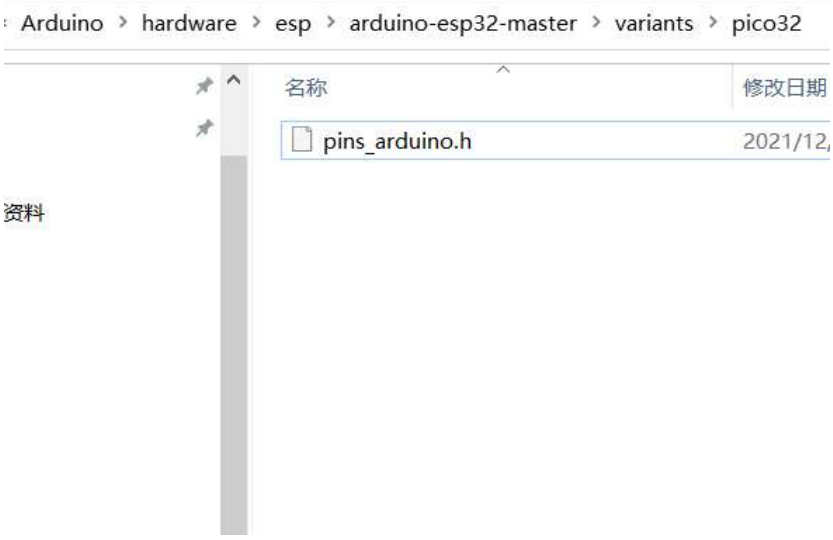 Arduino > hardware > esp > arduino-esp32-master > variants > pico32
名称 修改日期
pins_arduino.h 2021/12/
资料